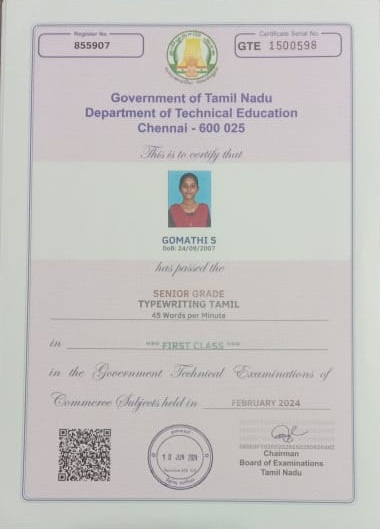 Register No.
855907
Certificate Serial No.
GTE 1500598
Government of Tamil Nadu
Department of Technical Education
Chennai - 600 025
This is to certify that
GOMATHI S
DoB: 24/09/2007
has passed the
SENIOR GRADE
TYPEWRITING TAMIL
45 Words per Minute
in *** FIRST CLASS ***
in the Government Technical Examinations of
Commerce Subjects held in FEBRUARY 2024
10 JUN 2024
Chairman
Board of Examinations
Tamil Nadu